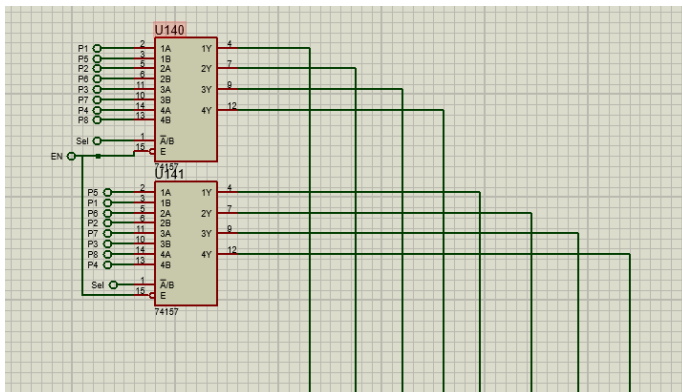 U140
P1 2 1A 1Y 4
P5 3 1B
P2 5 2A 2Y 7
P6 6 2B
P3 11 3A 3Y 9
P7 10 3B
P4 14 4A 4Y 12
P8 13 4B
Sel 1 A/B
EN 15 E
74157
U141
P5 2 1A 1Y 4
P1 3 1B
P6 5 2A 2Y 7
P2 6 2B
P7 11 3A 3Y 9
P3 10 3B
P8 14 4A 4Y 12
P4 13 4B
Sel 1 A/B
15 E
74157